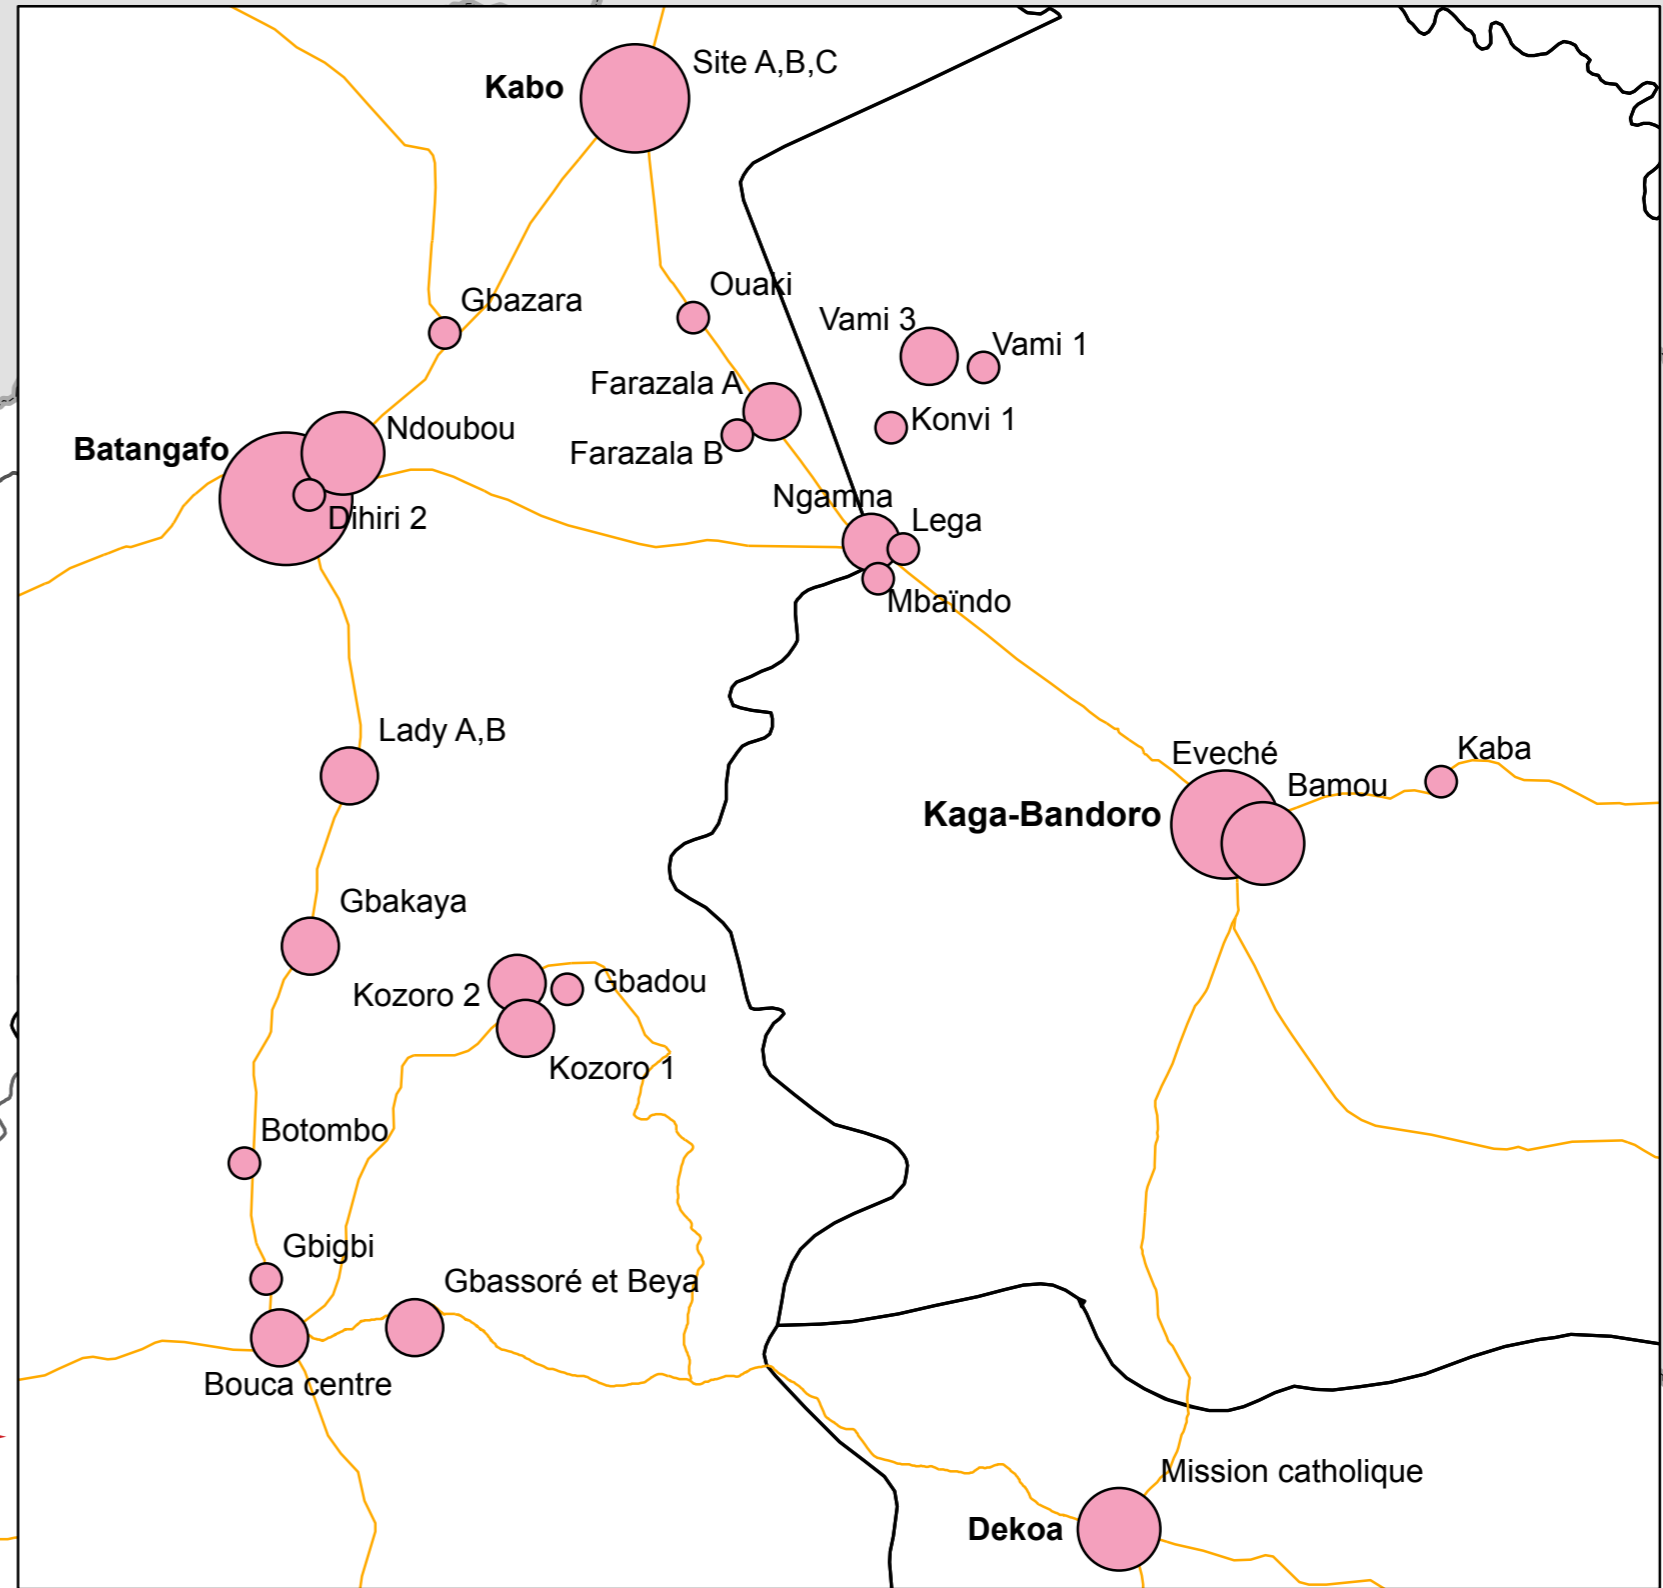 Site A,B,C
Kabo
Ouaki
Gbazara
Vami 3
Vami 1
Farazala A
Konvi 1
Ndoubou
Batangafo
Farazala B
Ngamna
Dihiri 2
Lega
Mbaïndo
Lady A,B
Eveché
Kaba
Bamou
Kaga-Bandoro
Gbakaya
Gbadou
Kozoro 2
Kozoro 1
Botombo
Gbigbi
Gbassoré et Beya
Bouca centre
Mission catholique
Dekoa